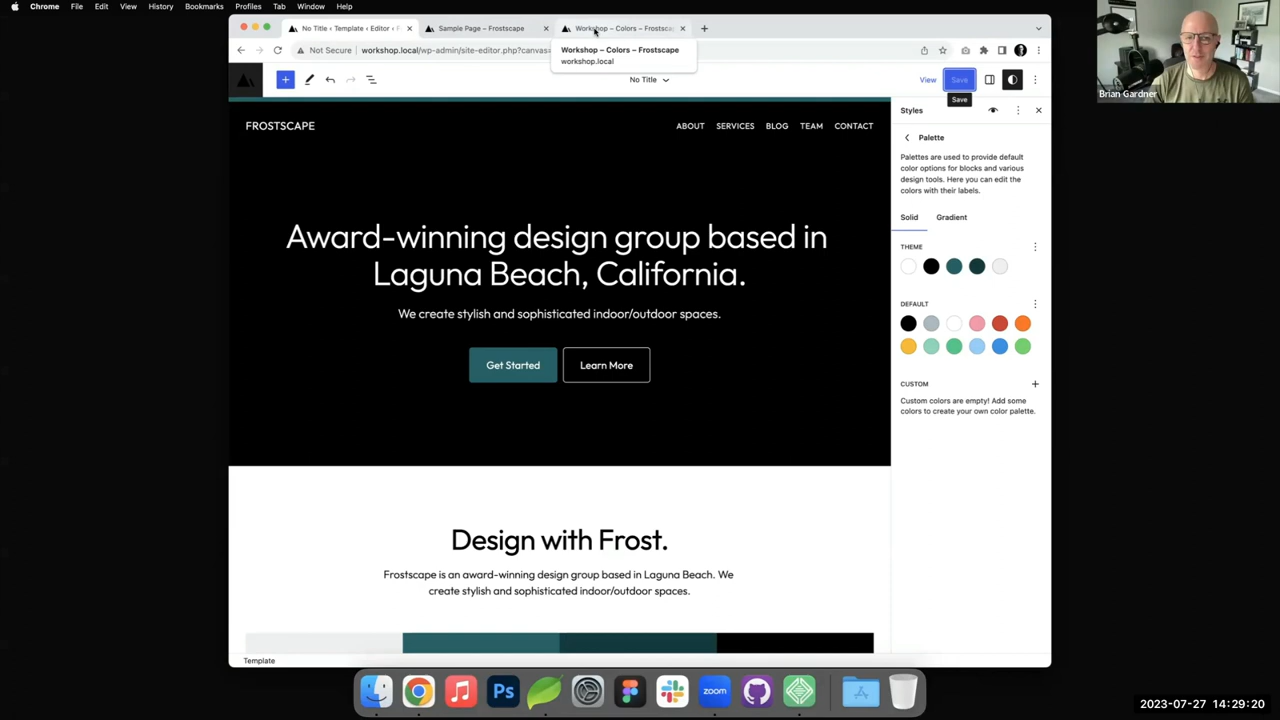 Chrome File Edit View History Bookmarks Profiles Tab Window Help
No Title ‹ Template ‹ Editor ‹ F
Sample Page – Frostscape
Workshop – Colors – Frostscap
Not Secure
workshop.local/wp-admin/site-editor.php?canvas=
Workshop – Colors – Frostscape
workshop.local
No Title
View
Save
Save
Brian Gardner
Styles
FROSTSCAPE
ABOUT SERVICES BLOG TEAM CONTACT
Palette
Palettes are used to provide default
color options for blocks and various
design tools. Here you can edit the
colors with their labels.
Solid Gradient
THEME
Award-winning design group based in
Laguna Beach, California.
We create stylish and sophisticated indoor/outdoor spaces.
Get Started
Learn More
DEFAULT
CUSTOM
Custom colors are empty! Add some
colors to create your own color palette.
Design with Frost.
Frostscape is an award-winning design group based in Laguna Beach. We
create stylish and sophisticated indoor/outdoor spaces.
Template
Ps
zoom
2023-07-27 14:29:20